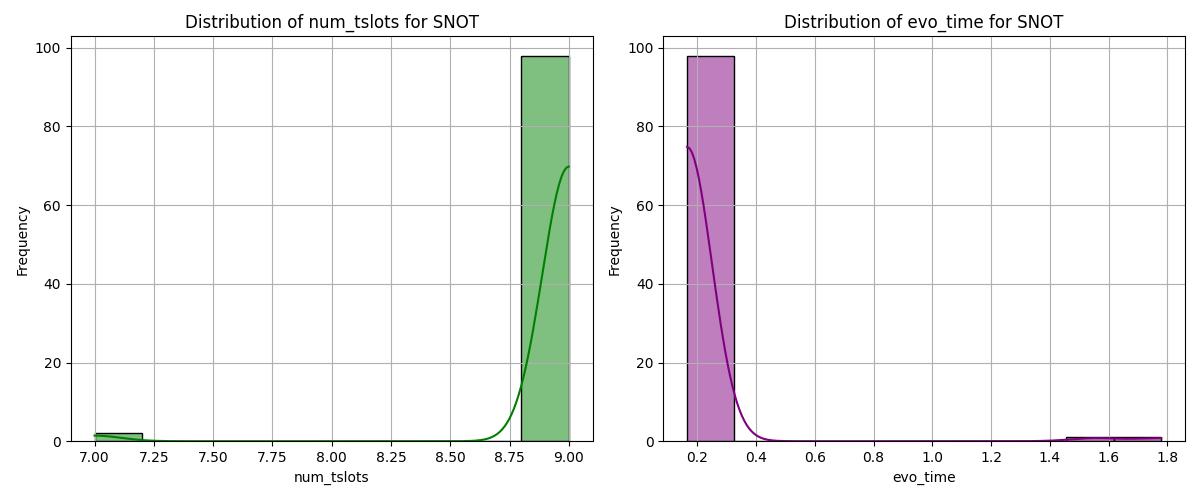 Distribution of num_tslots for SNOT
100
80
60
40
20
0
Frequency
7.00 7.25 7.50 7.75 8.00 8.25 8.50 8.75 9.00
num_tslots
Distribution of evo_time for SNOT
100
80
60
40
20
0
Frequency
0.2 0.4 0.6 0.8 1.0 1.2 1.4 1.6 1.8
evo_time